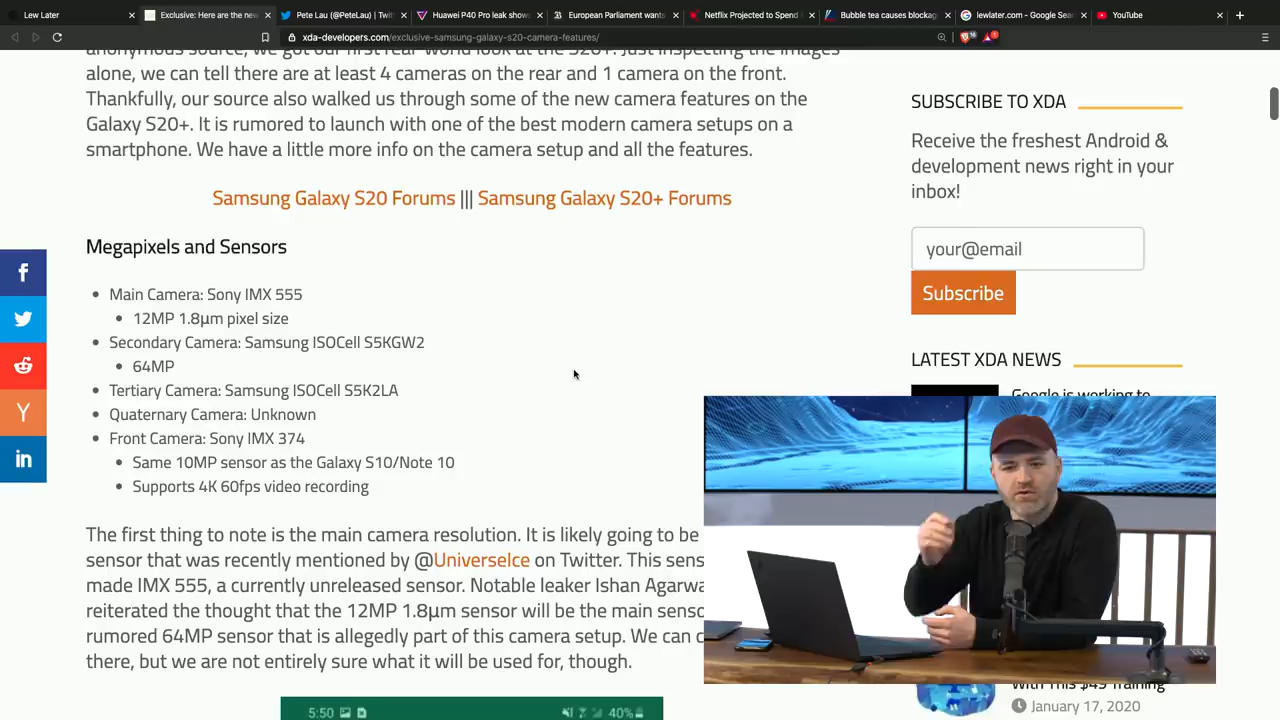 Lew Later
Exclusive: Here are the new
Pete Lau (@PeteLau) | Twitt
Huawei P40 Pro leak shows
European Parliament wants
Netflix Projected to Spend
Bubble tea causes blockag
lewlater.com - Google Sea
YouTube
xda-developers.com/exclusive-samsung-galaxy-s20-camera-features/
alone, we can tell there are at least 4 cameras on the rear and 1 camera on the front.
Thankfully, our source also walked us through some of the new camera features on the
Galaxy S20+. It is rumored to launch with one of the best modern camera setups on a
smartphone. We have a little more info on the camera setup and all the features.
Samsung Galaxy S20 Forums ||| Samsung Galaxy S20+ Forums
Megapixels and Sensors
• Main Camera: Sony IMX 555
• 12MP 1.8µm pixel size
• Secondary Camera: Samsung ISOCell S5KGW2
• 64MP
• Tertiary Camera: Samsung ISOCell S5K2LA
• Quaternary Camera: Unknown
• Front Camera: Sony IMX 374
• Same 10MP sensor as the Galaxy S10/Note 10
• Supports 4K 60fps video recording
The first thing to note is the main camera resolution. It is likely going to be
sensor that was recently mentioned by @UniverseIce on Twitter. This sens
made IMX 555, a currently unreleased sensor. Notable leaker Ishan Agarwa
reiterated the thought that the 12MP 1.8µm sensor will be the main senso
rumored 64MP sensor that is allegedly part of this camera setup. We can c
there, but we are not entirely sure what it will be used for, though.
5:50
40%
SUBSCRIBE TO XDA
Receive the freshest Android &
development news right in your
inbox!
your@email
Subscribe
LATEST XDA NEWS
Google is working to
With This $49 Training
January 17, 2020